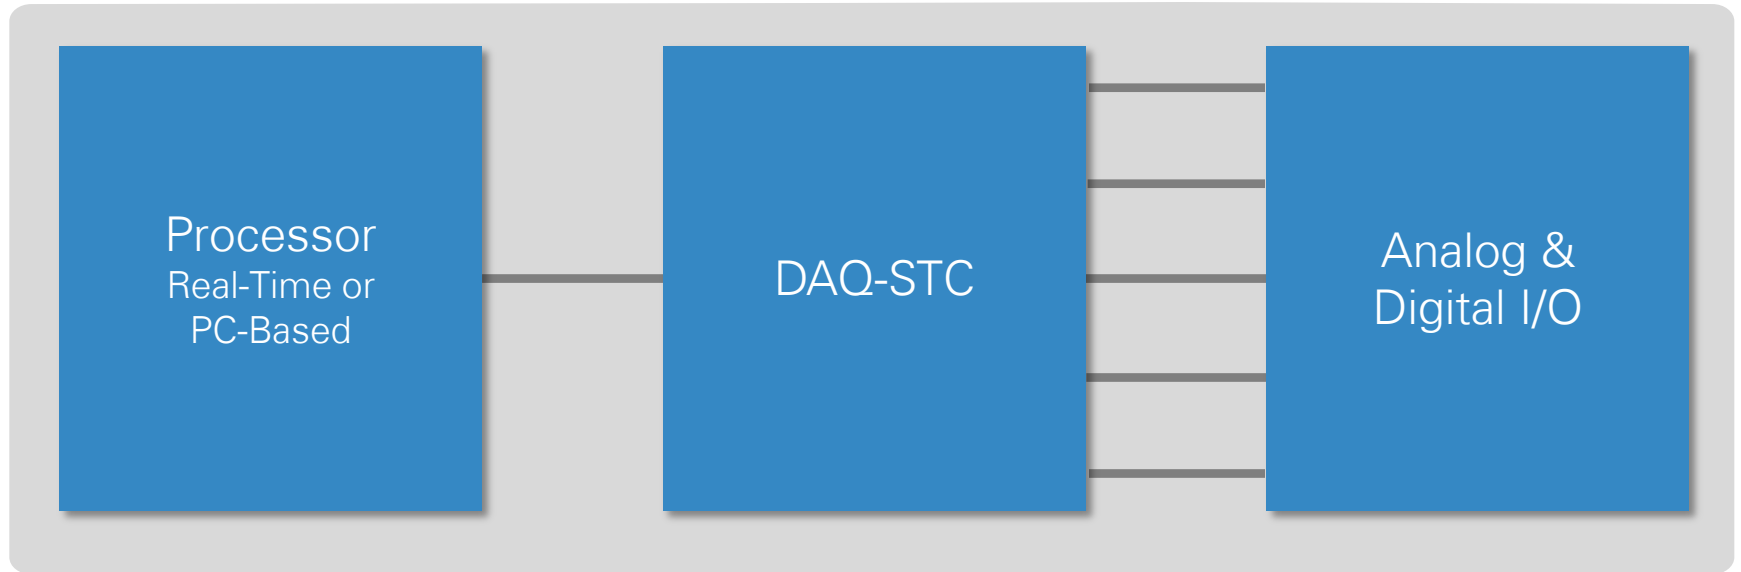 Processor
Real-Time or
PC-Based
DAQ-STC
Analog &
Digital I/O